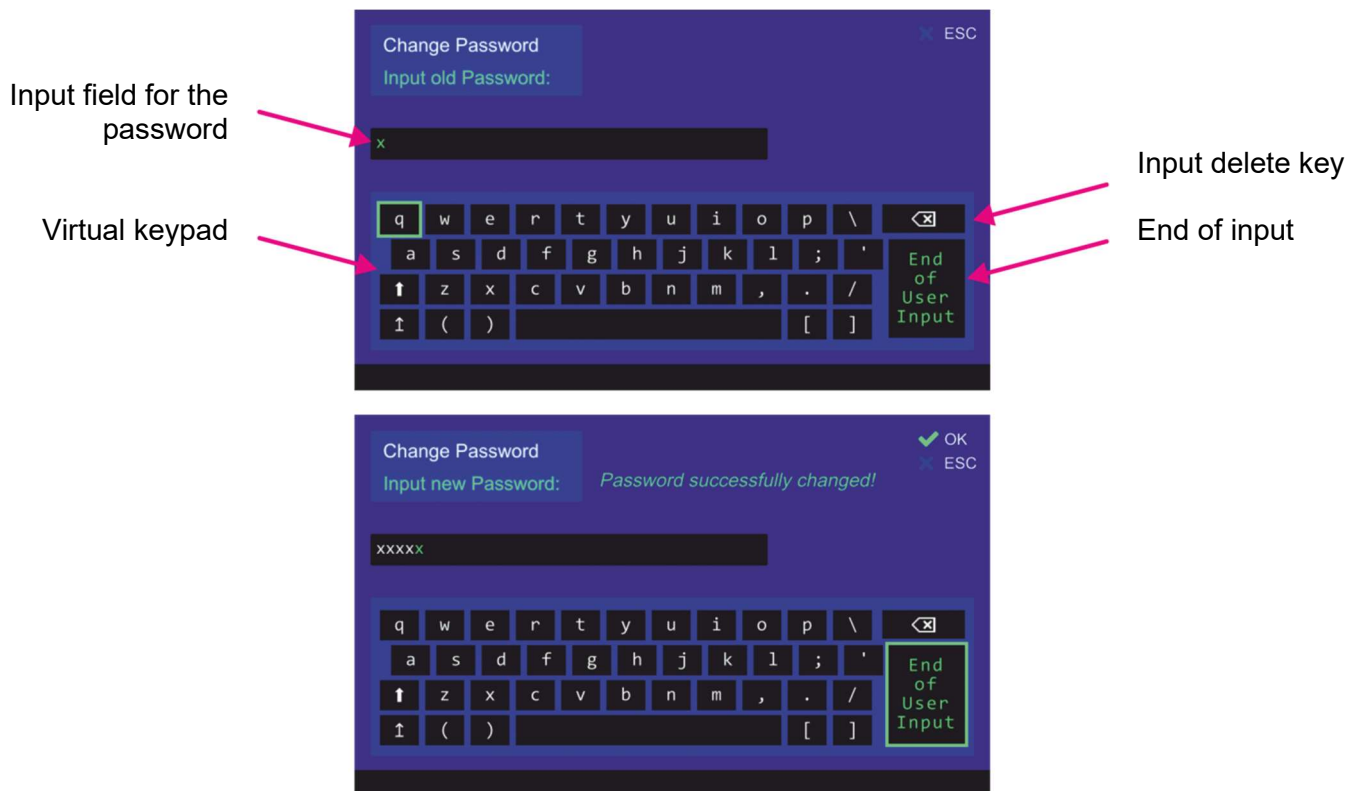 Input field for the
password
Virtual keypad
Input delete key
End of input
Change Password
Input old Password:
ESC
x
q w e r t y u i o p \
a s d f g h j k l ; '
z x c v b n m , . /
( ) [ ]
End
of
User
Input
Change Password
Input new Password:
Password successfully changed!
OK
ESC
xxxxx
q w e r t y u i o p \
a s d f g h j k l ; '
z x c v b n m , . /
( ) [ ]
End
of
User
Input